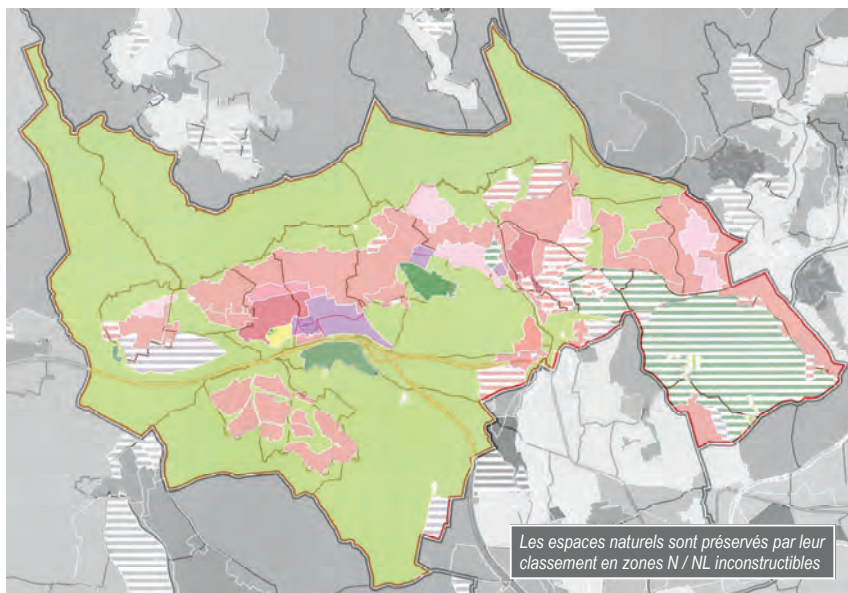 Les espaces naturels sont préservés par leur
classement en zones N / NL inconstructibles